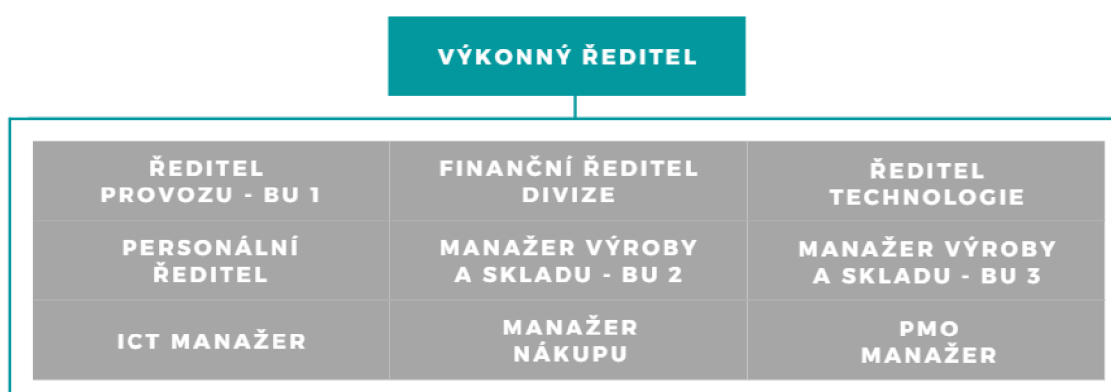 VÝKONNÝ ŘEDITEL
ŘEDITEL
PROVOZU - BU 1
FINANČNÍ ŘEDITEL
DIVIZE
ŘEDITEL
TECHNOLOGIE
PERSONÁLNÍ
ŘEDITEL
MANAŽER VÝROBY
A SKLADU - BU 2
MANAŽER VÝROBY
A SKLADU - BU 3
ICT MANAŽER
MANAŽER
NÁKUPU
PMO
MANAŽER